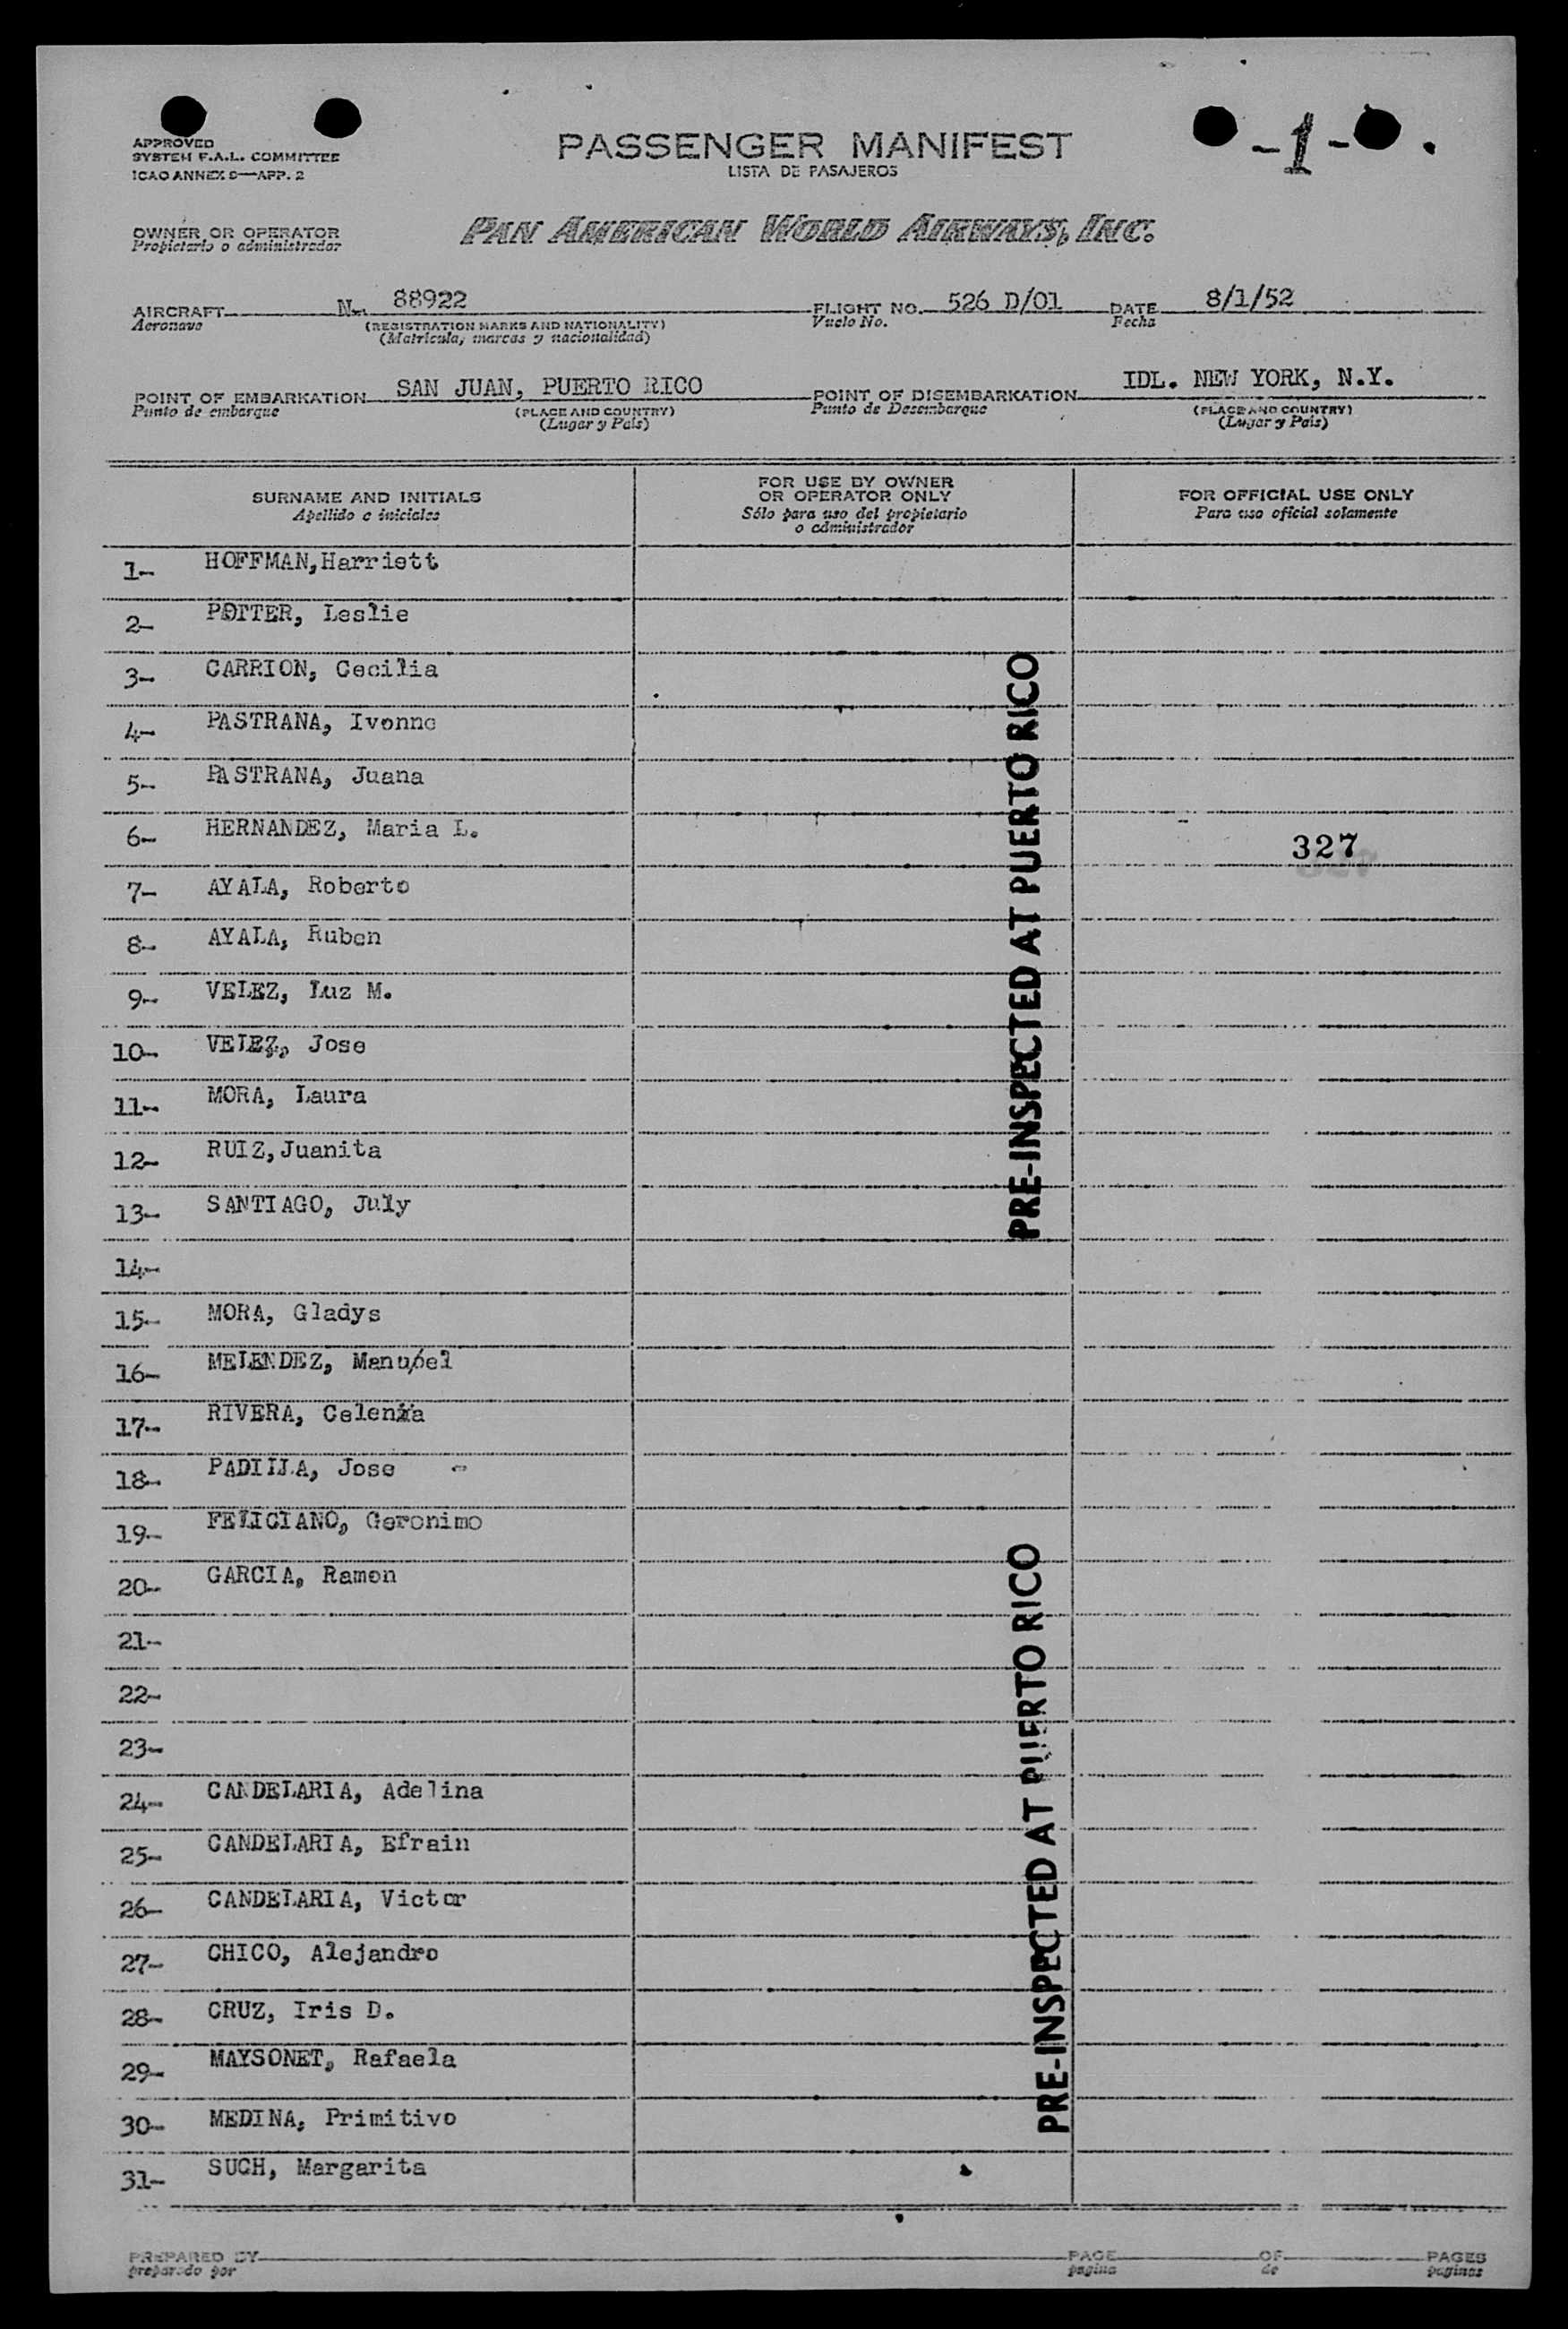 APPROVED
SYSTEM F.A.L. COMMITTEE
ICAO ANNEX 9—APP. 2
PASSENGER MANIFEST
LISTA DE PASAJEROS
-1-
OWNER OR OPERATOR
Propietario o administrador
PAN AMERICAN WORLD AIRWAYS, INC.
AIRCRAFT N. 88922 FLIGHT NO. 526 D/01 DATE 8/1/52
Aeronave (REGISTRATION MARKS AND NATIONALITY) Vuelo No. Fecha
(Matricula, marcas y nacionalidad)
POINT OF EMBARKATION SAN JUAN, PUERTO RICO POINT OF DISEMBARKATION IDL. NEW YORK, N.Y.
Punto de embarque (PLACE AND COUNTRY) Punto de Desembarque (PLACE AND COUNTRY)
(Lugar y País) (Lugar y País)
SURNAME AND INITIALS
Apellido e iniciales
FOR USE BY OWNER
OR OPERATOR ONLY
Sólo para uso del propietario
o administrador
FOR OFFICIAL USE ONLY
Para uso oficial solamente
1- HOFFMAN,Harriett
2- POTTER, Leslie
3- CARRION, Cecilia
4- PASTRANA, Ivonne
5- PASTRANA, Juana
6- HERNANDEZ, Maria L.
327
7- AYALA, Roberto
8- AYALA, Ruben
9- VELEZ, Luz M.
10- VELEZ, Jose
11- MORA, Laura
12- RUIZ,Juanita
13- SANTIAGO, July
PRE-INSPECTED AT PUERTO RICO
14-
15- MORA, Gladys
16- MELENDEZ, Manuel
17- RIVERA, Celenia
18- PADILLA, Jose -
19- FELICIANO, Geronimo
20- GARCIA, Ramon
21-
22-
23-
24- CANDELARIA, Adelina
25- CANDELARIA, Efrain
26- CANDELARIA, Victor
27- CHICO, Alejandro
28- CRUZ, Iris D.
29- MAYSONET, Rafaela
30- MEDINA, Primitivo
31- SUCH, Margarita
PRE-INSPECTED AT PUERTO RICO
PREPARED BY PAGE OF PAGES
preparado por pagina de paginas